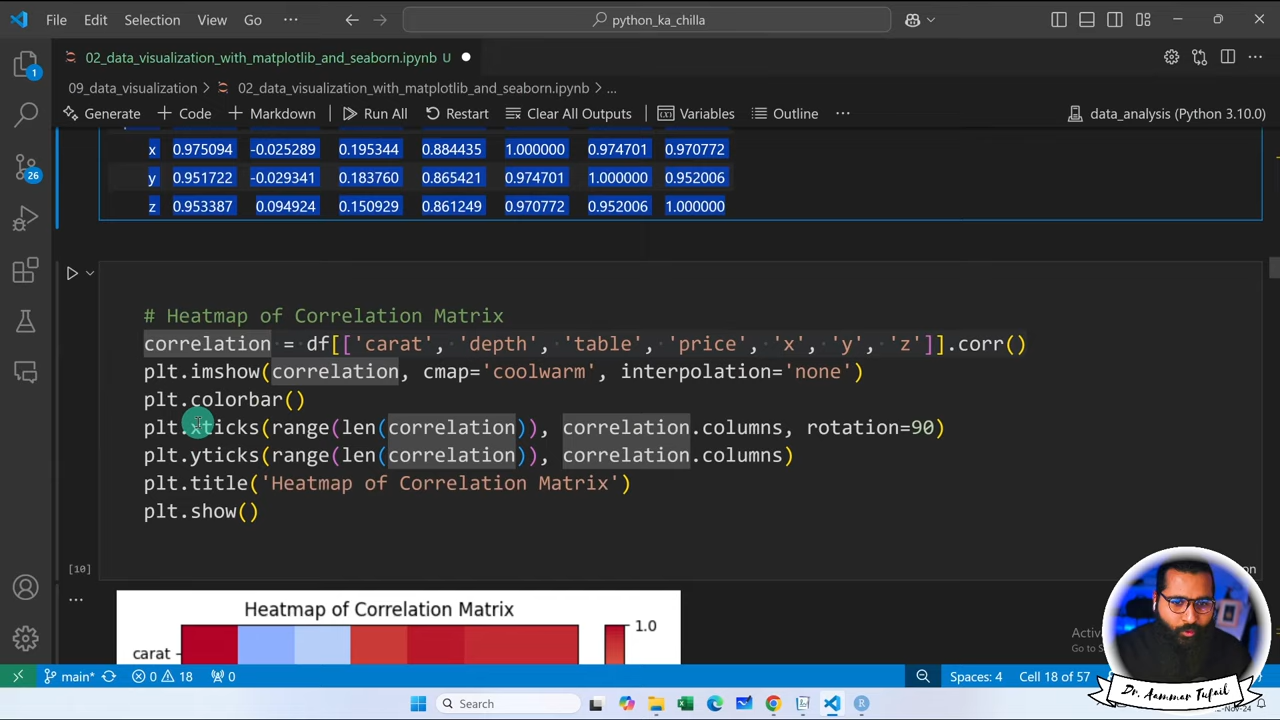 File Edit Selection View Go ... python_ka_chilla
02_data_visualization_with_matplotlib_and_seaborn.ipynb U
09_data_visualization > 02_data_visualization_with_matplotlib_and_seaborn.ipynb > ...
Generate + Code + Markdown Run All Restart Clear All Outputs Variables Outline ... data_analysis (Python 3.10.0)
x 0.975094 -0.025289 0.195344 0.884435 1.000000 0.974701 0.970772
y 0.951722 -0.029341 0.183760 0.865421 0.974701 1.000000 0.952006
z 0.953387 0.094924 0.150929 0.861249 0.970772 0.952006 1.000000
1
26
# Heatmap of Correlation Matrix
correlation = df[['carat', 'depth', 'table', 'price', 'x', 'y', 'z']].corr()
plt.imshow(correlation, cmap='coolwarm', interpolation='none')
plt.colorbar()
plt.xticks(range(len(correlation)), correlation.columns, rotation=90)
plt.yticks(range(len(correlation)), correlation.columns)
plt.title('Heatmap of Correlation Matrix')
plt.show()
[10]
...
Heatmap of Correlation Matrix
1.0
carat
Dr. Aammar Tufail
main* 0 18 0 Spaces: 4 Cell 18 of 57
Search